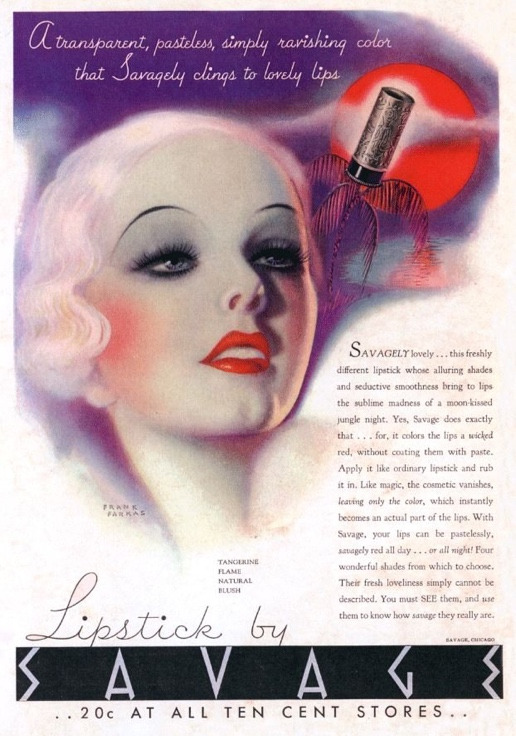 A transparent, pasteless, simply ravishing color
that Savagely clings to lovely lips
SAVAGELY lovely . . . this freshly
different lipstick whose alluring shades
and seductive smoothness bring to lips
the sublime madness of a moon-kissed
jungle night. Yes, Savage does exactly
that . . . for, it colors the lips a wicked
red, without coating them with paste.
Apply it like ordinary lipstick and rub
it in. Like magic, the cosmetic vanishes,
leaving only the color, which instantly
becomes an actual part of the lips. With
Savage, your lips can be pastelessly,
savagely red all day . . . or all night! Four
wonderful shades from which to choose.
Their fresh loveliness simply cannot be
described. You must SEE them, and use
them to know how savage they really are.
SAVAGE, CHICAGO
FRANK
FARKAS
TANGERINE
FLAME
NATURAL
BLUSH
Lipstick by
SAVAGE
. . 20c AT ALL TEN CENT STORES . .